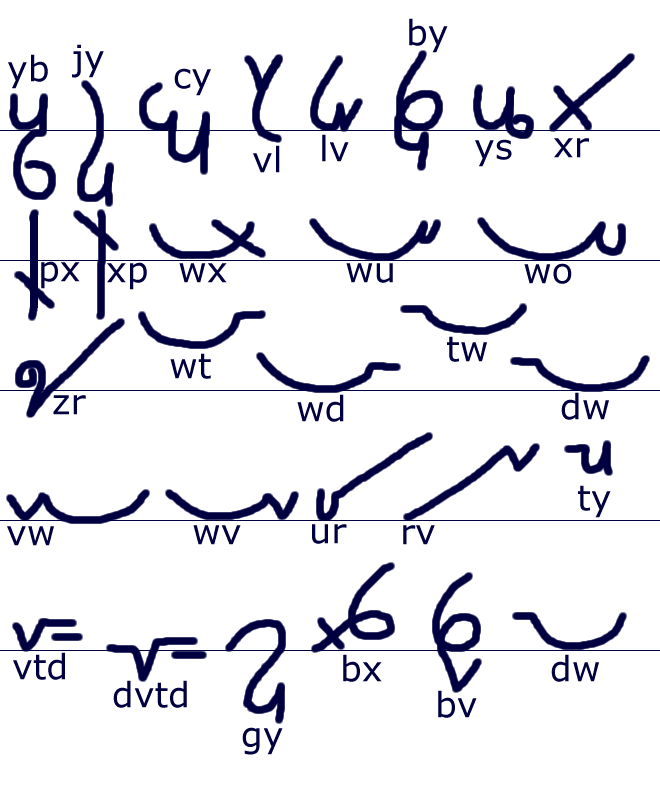 yb jy cy vl lv by ys xr
px xp wx wu wo
zr wt wd tw dw
vw wv ur rv ty
vtd dvtd gy bx bv dw